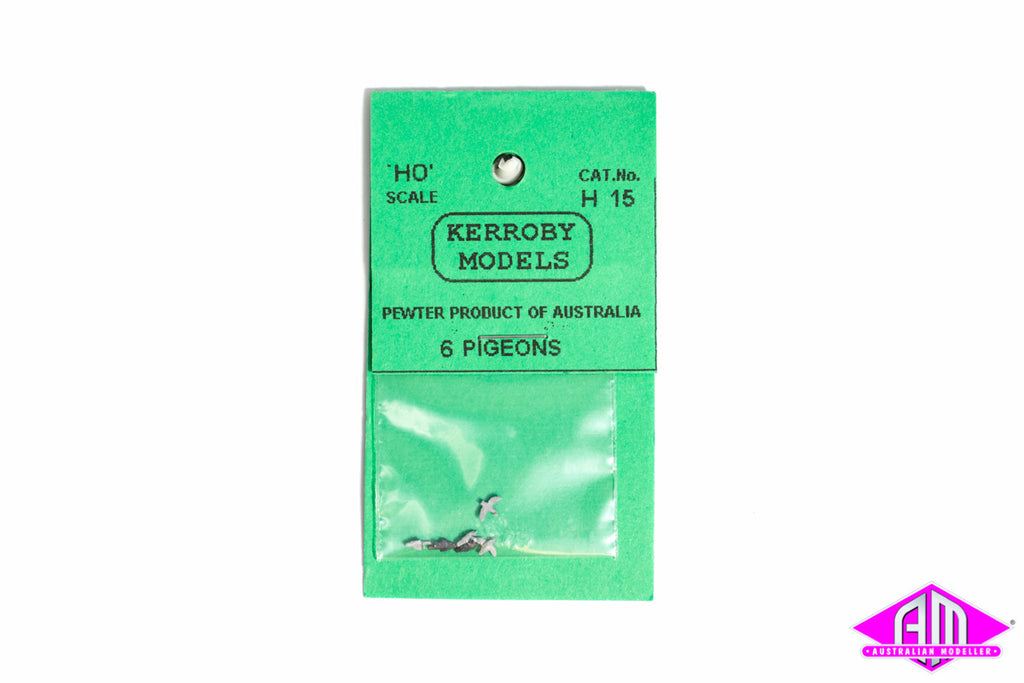 'HO'
SCALE
CAT.No.
H 15
KERROBY
MODELS
PEWTER PRODUCT OF AUSTRALIA
6 PIGEONS
AM
®
• AUSTRALIAN MODELLER •